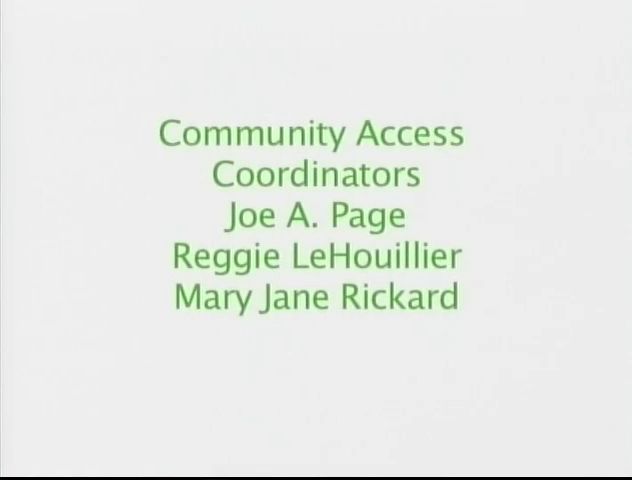 Community Access
Coordinators
Joe A. Page
Reggie LeHouillier
Mary Jane Rickard